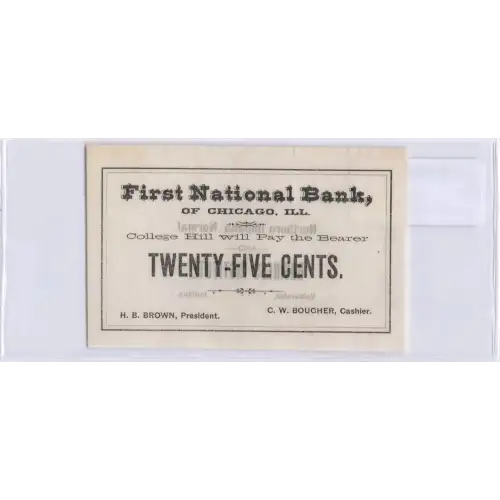 First National Bank,
OF CHICAGO, ILL.
College Hill Will Pay the Bearer
TWENTY-FIVE CENTS.
H. B. BROWN, President.
C. W. BOUCHER, Cashier.